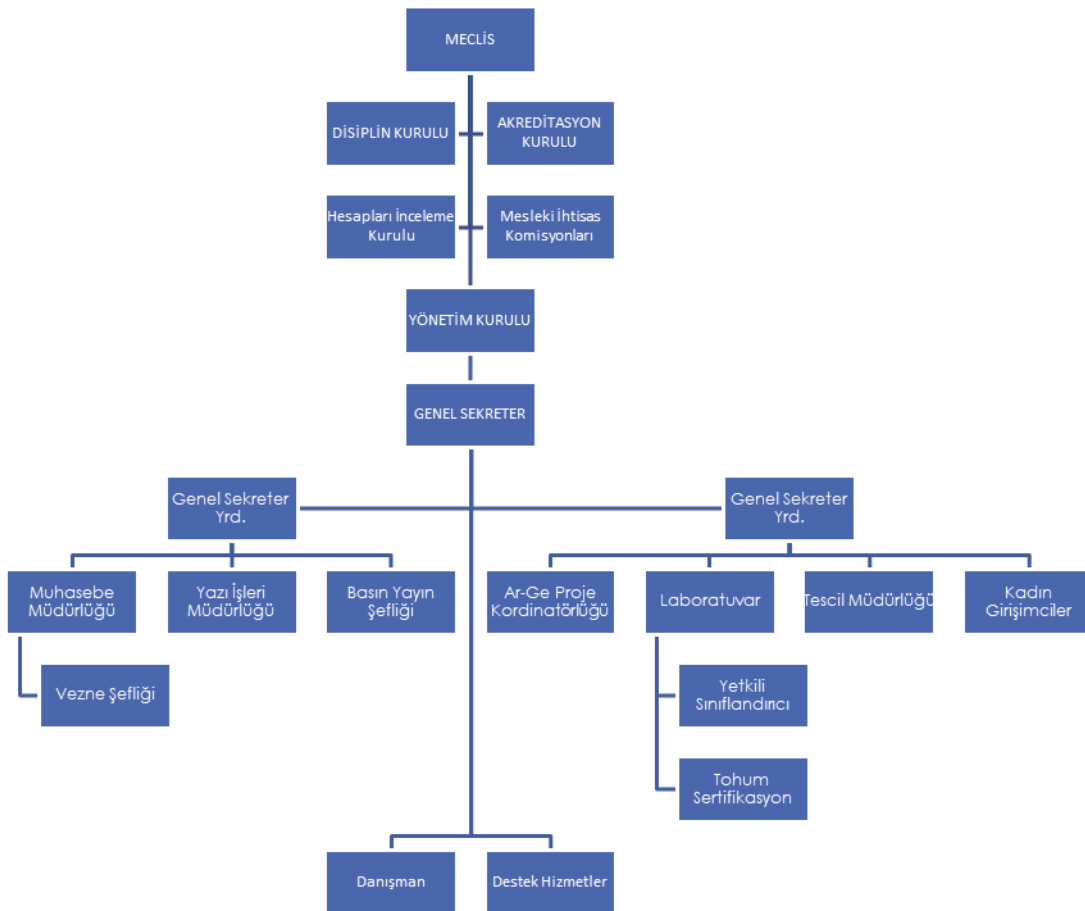 MECLİS
DİSİPLİN KURULU
AKREDİTASYON
KURULU
Hesapları İnceleme
Kurulu
Mesleki İhtisas
Komisyonları
YÖNETİM KURULU
GENEL SEKRETER
Genel Sekreter
Yrd.
Genel Sekreter
Yrd.
Muhasebe
Müdürlüğü
Yazı İşleri
Müdürlüğü
Basın Yayın
Şefliği
Ar-Ge Proje
Kordinatörlüğü
Laboratuvar
Tescil Müdürlüğü
Kadın
Girişimciler
Vezne Şefliği
Yetkili
Sınıflandırıcı
Tohum
Sertifikasyon
Danışman
Destek Hizmetler